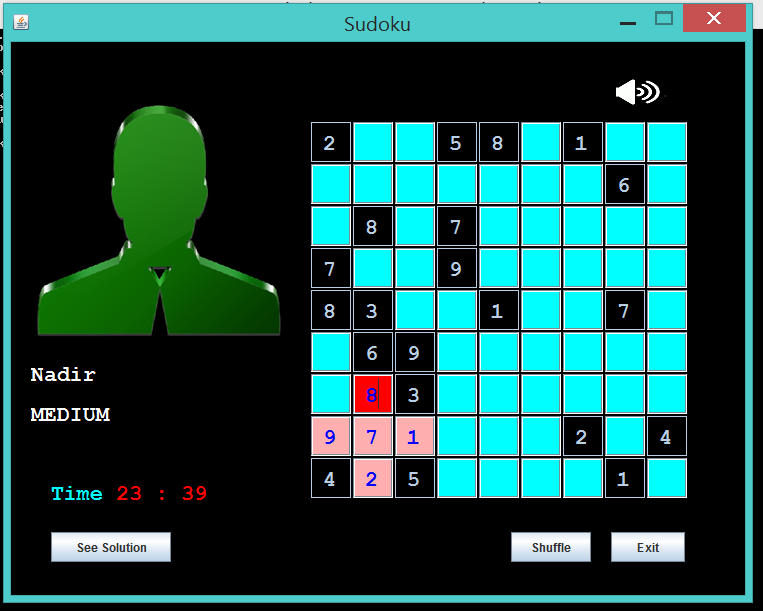 Sudoku
2 5 8 1
6
8 7
7 9
8 3 1 7
6 9
8 3
9 7 1 2 4
4 2 5 1
Nadir
MEDIUM
Time 23 : 39
See Solution Shuffle Exit